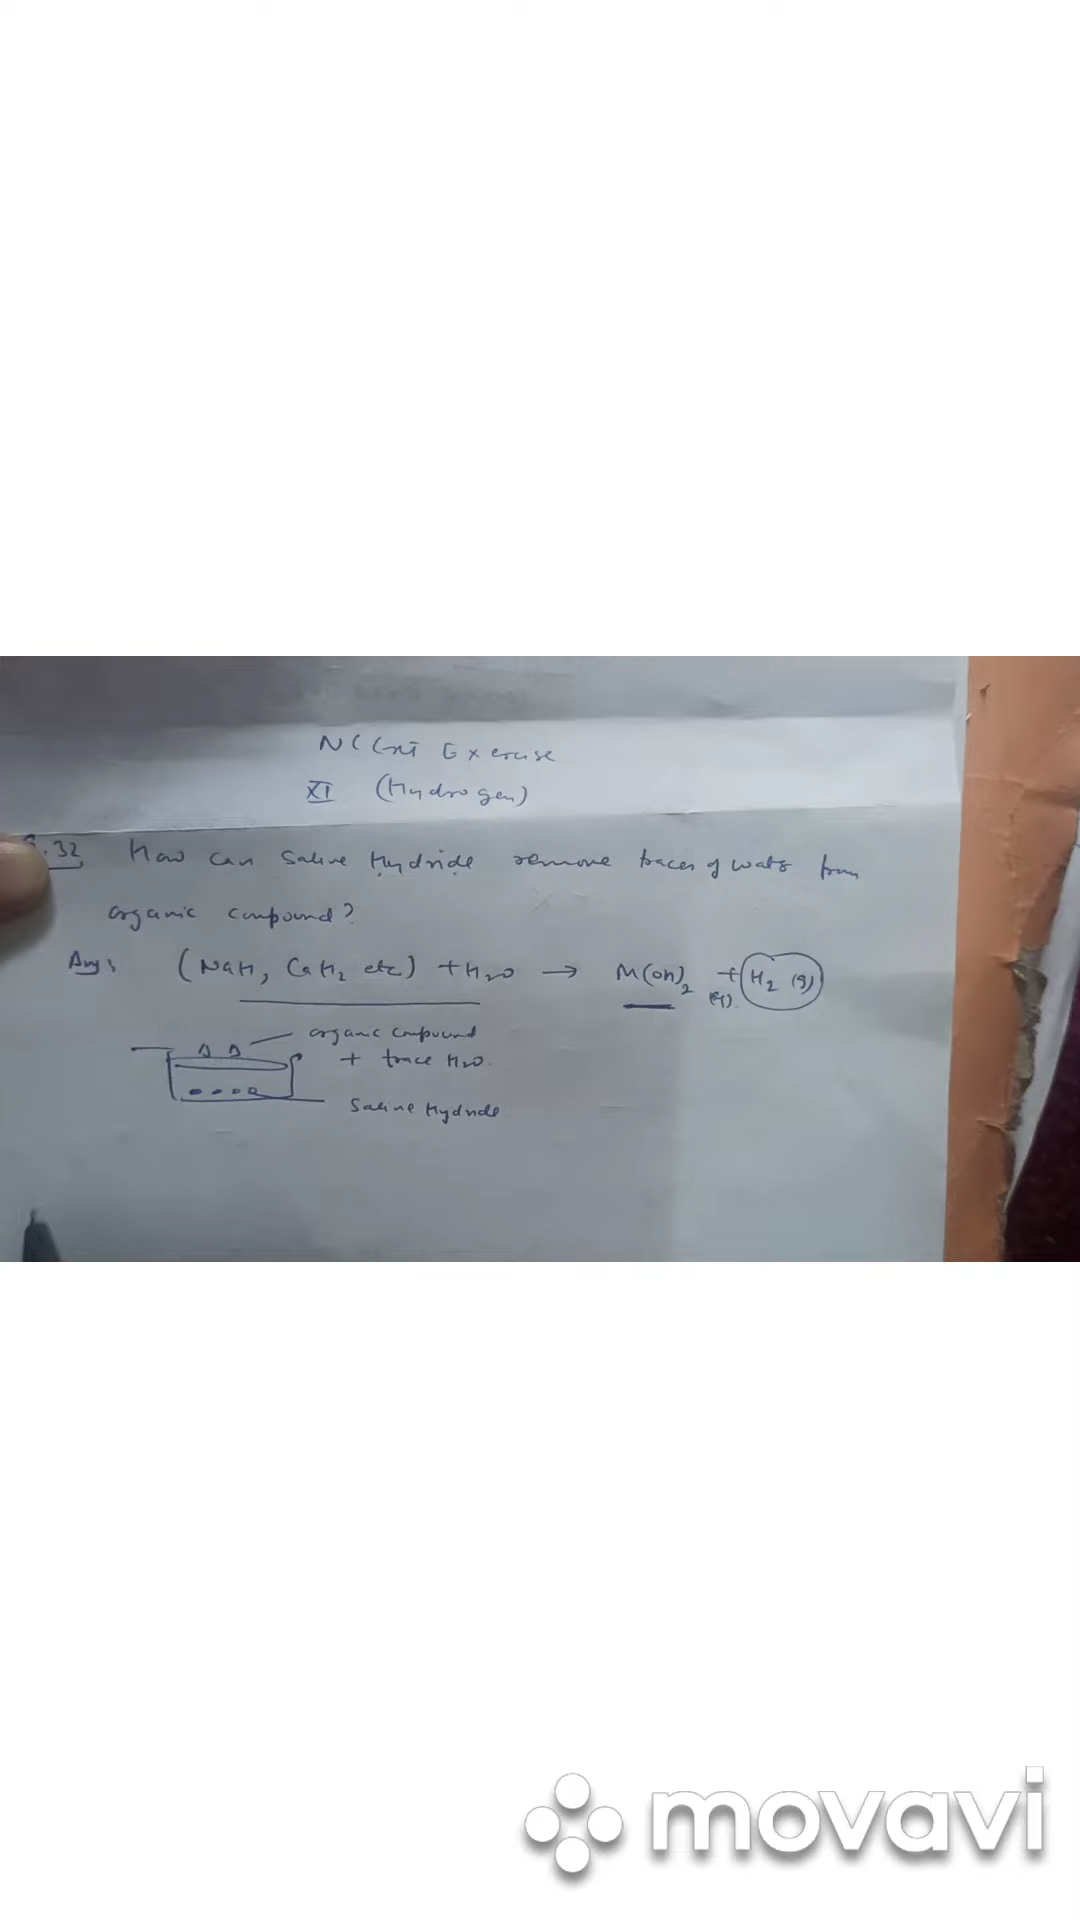 NCERT Exercise
XI (Hydrogen)
.32 How can Saline Hydride remove traces of water from
organic compound?
Ans: (NaH, CaH2 etc) + H2O → M(OH)2 + H2 (g)
organic compound
+ trace H2O.
Saline Hydride
movavi